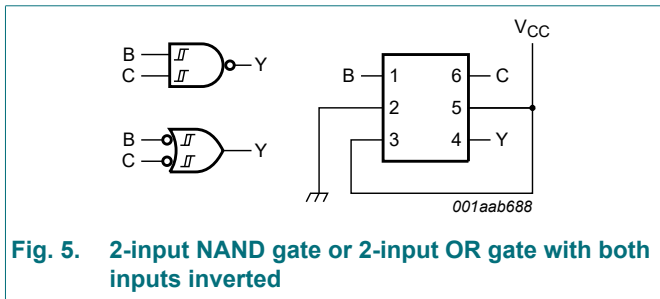 V_CC
B
C
Y
B
C
Y
B
1
6
C
2
5
3
4
Y
001aab688
Fig. 5. 2-input NAND gate or 2-input OR gate with both
inputs inverted